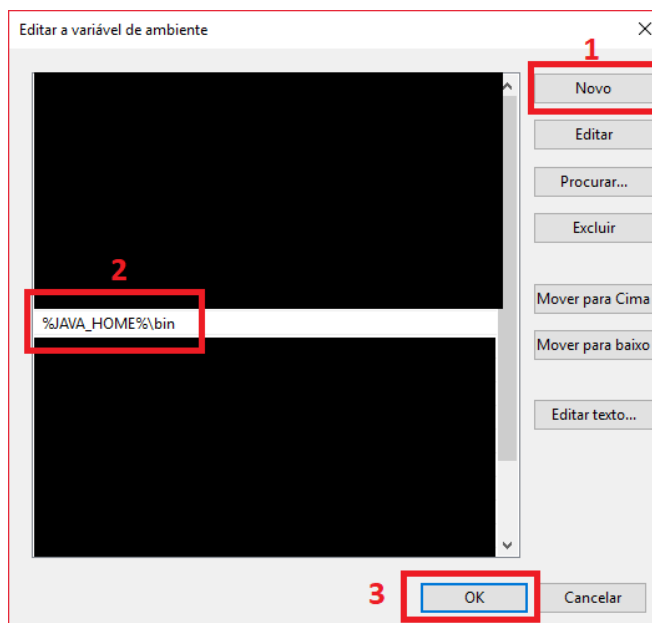 Editar a variável de ambiente
1
Novo
Editar
Procurar...
Excluir
2
%JAVA_HOME%\bin
Mover para Cima
Mover para baixo
Editar texto...
3
OK
Cancelar